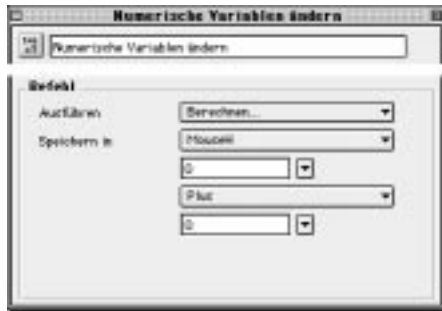 Numerische Variablen ändern
Numerische Variablen ändern
Befehl
Ausführen Berechnen...
Speichern in
0
Plus
0